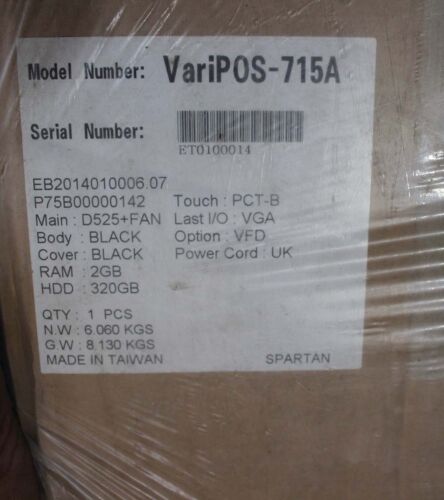 Model Number: VariPOS-715A
Serial Number:
ET0100014
EB2014010006.07
P75B00000142 Touch : PCT-B
Main : D525+FAN Last I/O : VGA
Body : BLACK Option : VFD
Cover : BLACK Power Cord : UK
RAM : 2GB
HDD : 320GB
QTY : 1 PCS
N.W : 6.060 KGS
G.W : 8.130 KGS
MADE IN TAIWAN SPARTAN